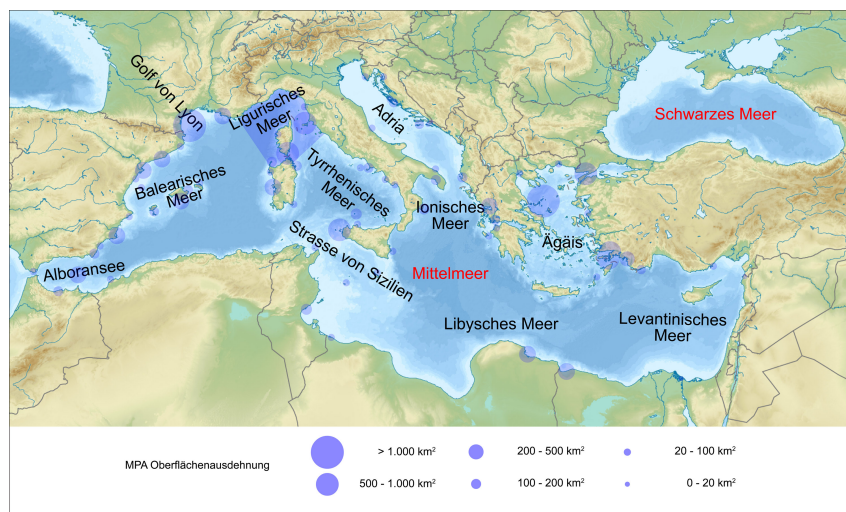 Golf von Lyon
Ligurisches
Meer
Adria
Schwarzes Meer
Balearisches
Meer
Tyrrhenisches
Meer
Ionisches
Meer
Ägäis
Alboransee
Strasse von Sizilien
Mittelmeer
Libysches Meer
Levantinisches
Meer
MPA Oberflächenausdehnung
> 1.000 km²
200 - 500 km²
20 - 100 km²
500 - 1.000 km²
100 - 200 km²
0 - 20 km²